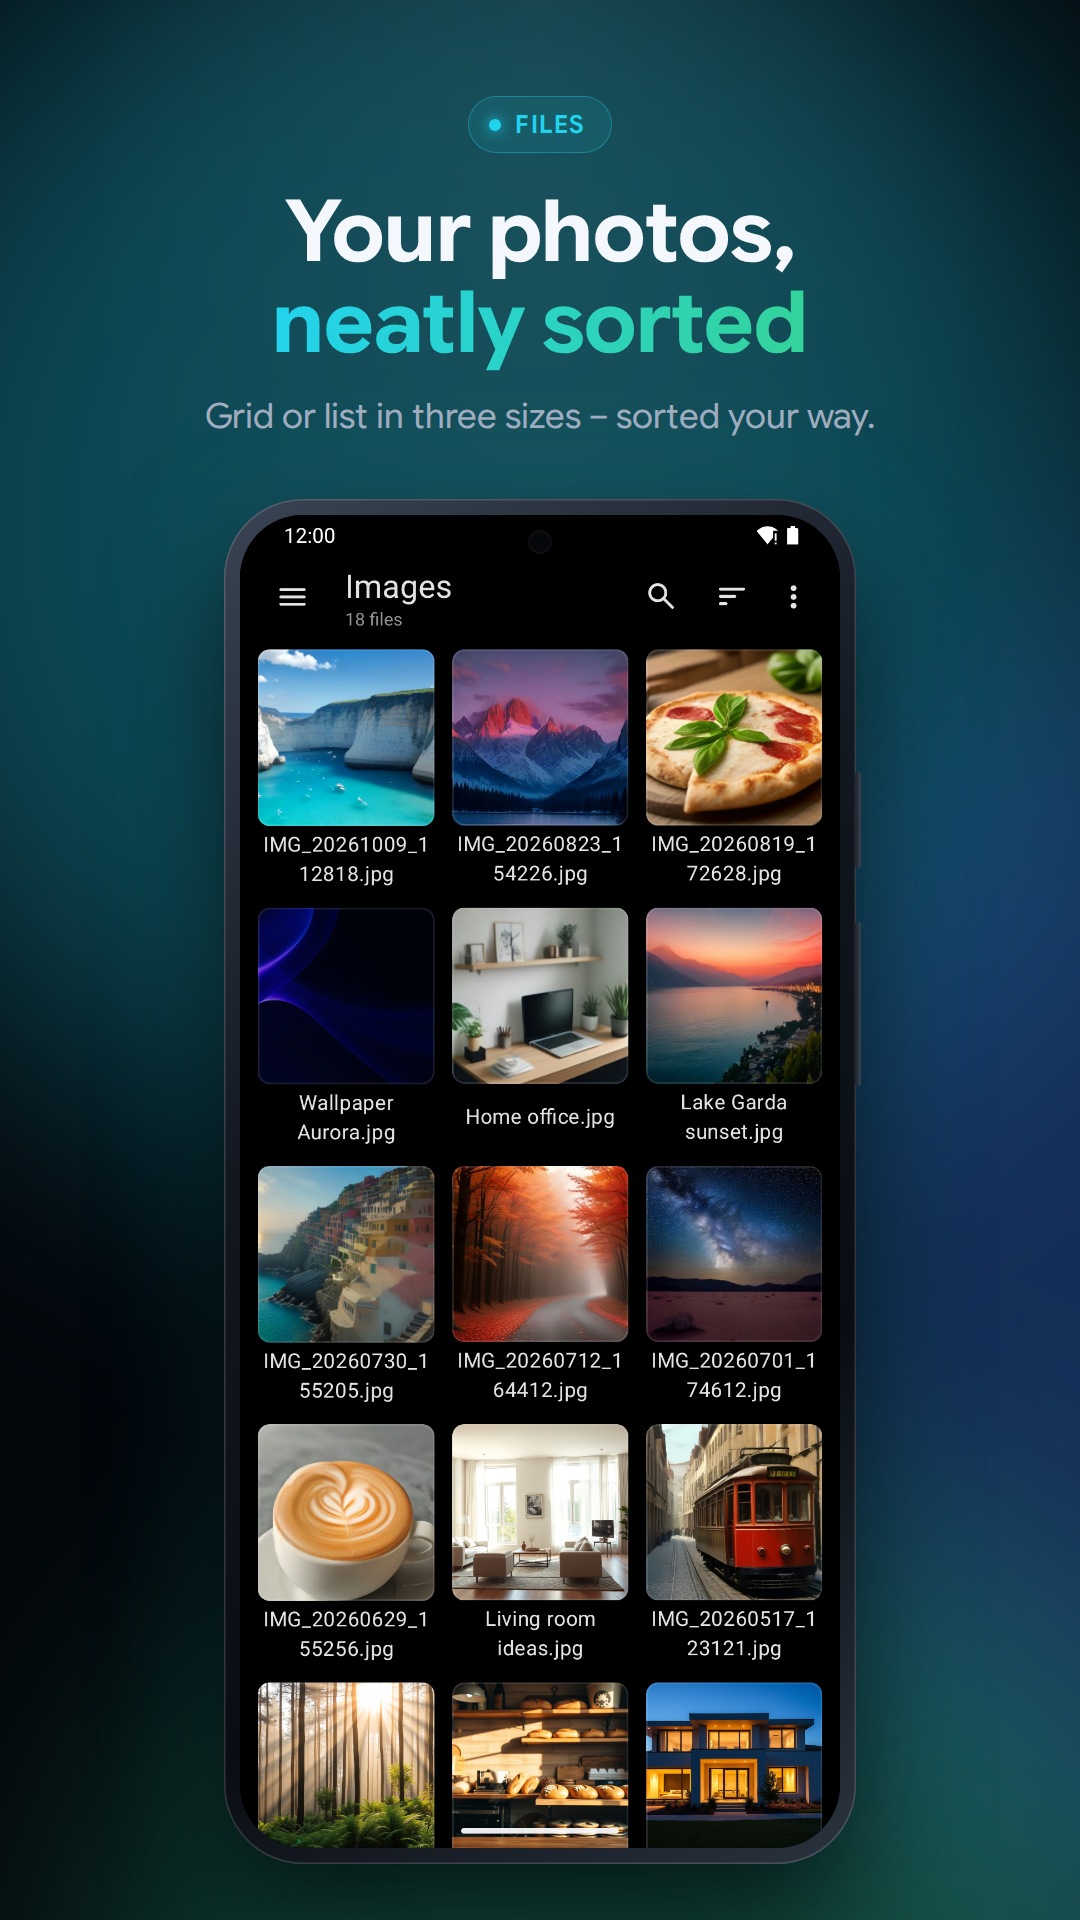 FILES
Your photos,
neatly sorted
Grid or list in three sizes – sorted your way.
12:00
Images
18 files
IMG_20261009_1
12818.jpg
IMG_20260823_1
54226.jpg
IMG_20260819_1
72628.jpg
Wallpaper
Aurora.jpg
Home office.jpg
Lake Garda
sunset.jpg
IMG_20260730_1
55205.jpg
IMG_20260712_1
64412.jpg
IMG_20260701_1
74612.jpg
IMG_20260629_1
55256.jpg
Living room
ideas.jpg
IMG_20260517_1
23121.jpg